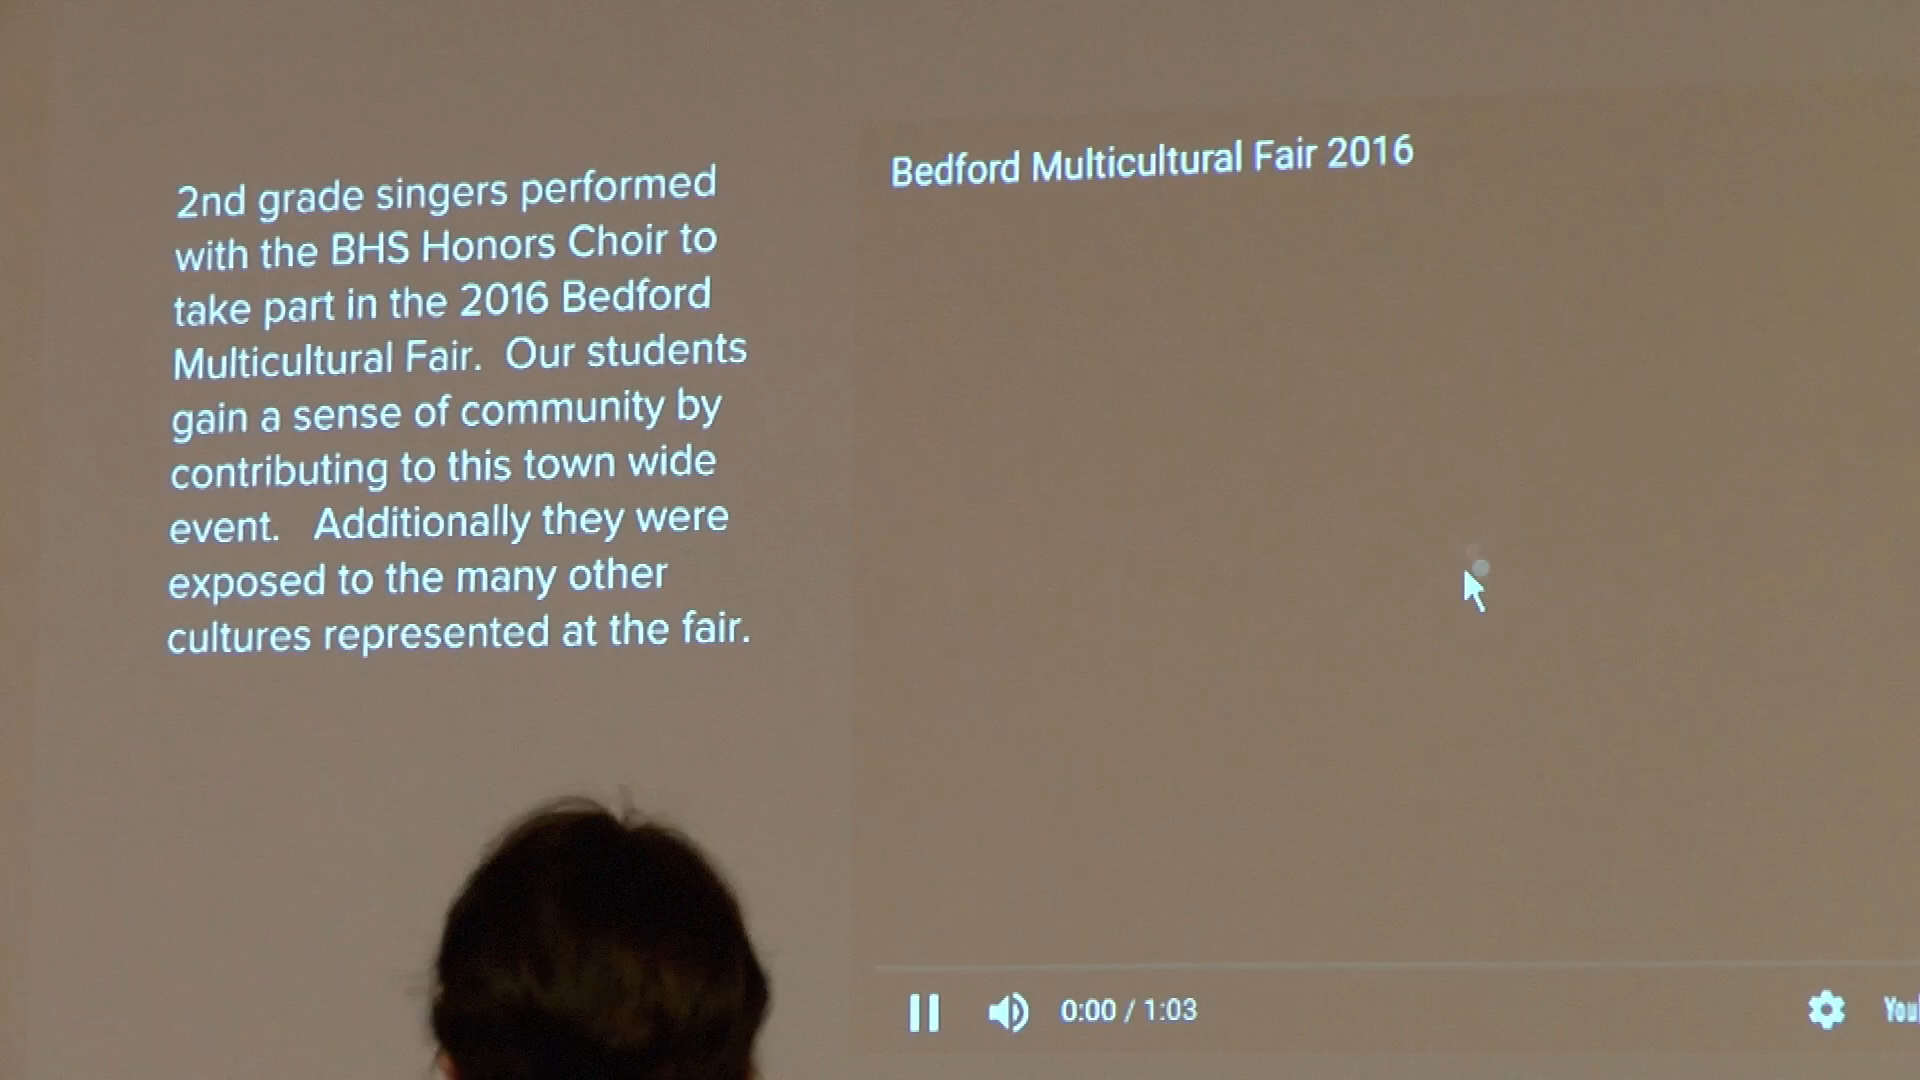 2nd grade singers performed
with the BHS Honors Choir to
take part in the 2016 Bedford
Multicultural Fair. Our students
gain a sense of community by
contributing to this town wide
event. Additionally they were
exposed to the many other
cultures represented at the fair.
Bedford Multicultural Fair 2016
0:00 / 1:03
You